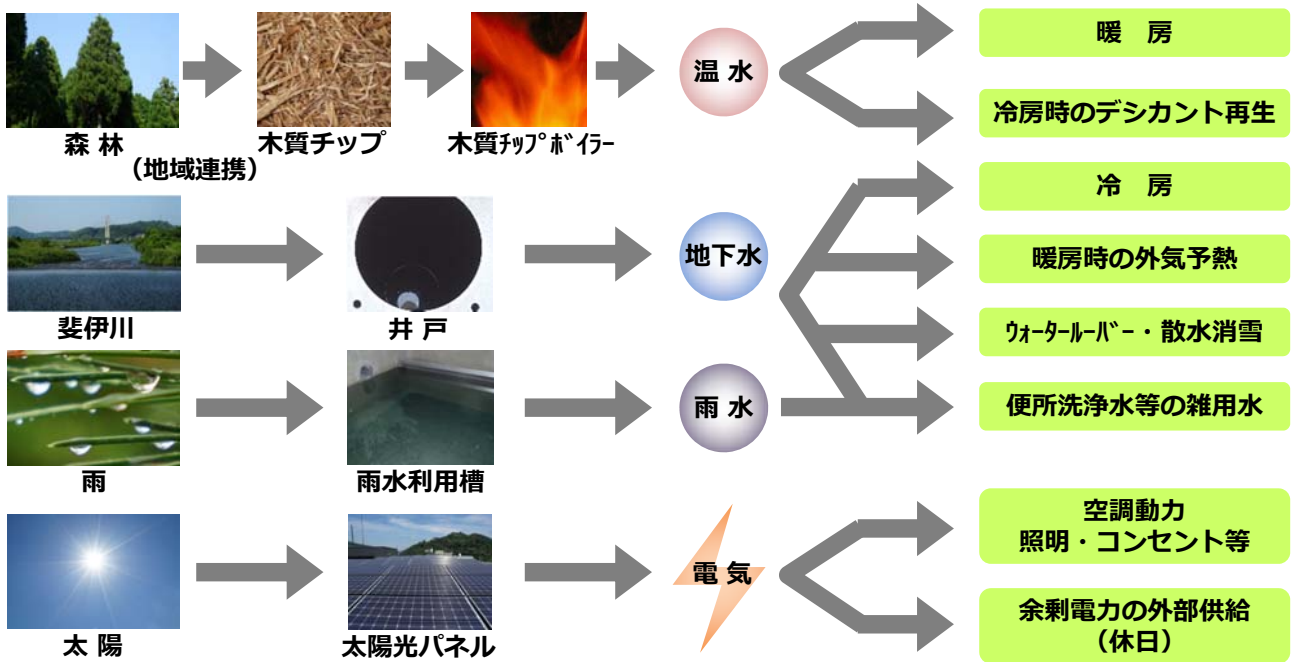 森 林
（地域連携）
木質チップ
木質ﾁｯﾌﾟﾎﾞｲﾗｰ
温 水
暖　房
冷房時のデシカント再生
斐伊川
井 戸
地下水
冷　房
暖房時の外気予熱
ｳｫｰﾀｰﾙｰﾊﾞｰ・散水消雪
雨
雨水利用槽
雨 水
便所洗浄水等の雑用水
太 陽
太陽光パネル
電 気
空調動力
照明・コンセント等
余剰電力の外部供給
（休日）